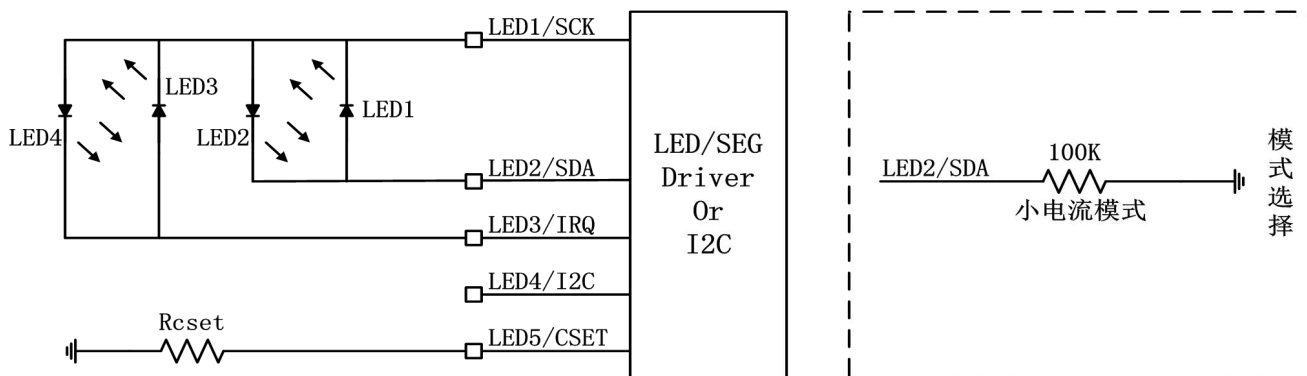 LED1/SCK
LED3
LED1
LED4
LED2
LED/SEG
Driver
Or
I2C
LED2/SDA
LED3/IRQ
LED4/I2C
Rcset
LED5/CSET
LED2/SDA
100K
小电流模式
模式选择